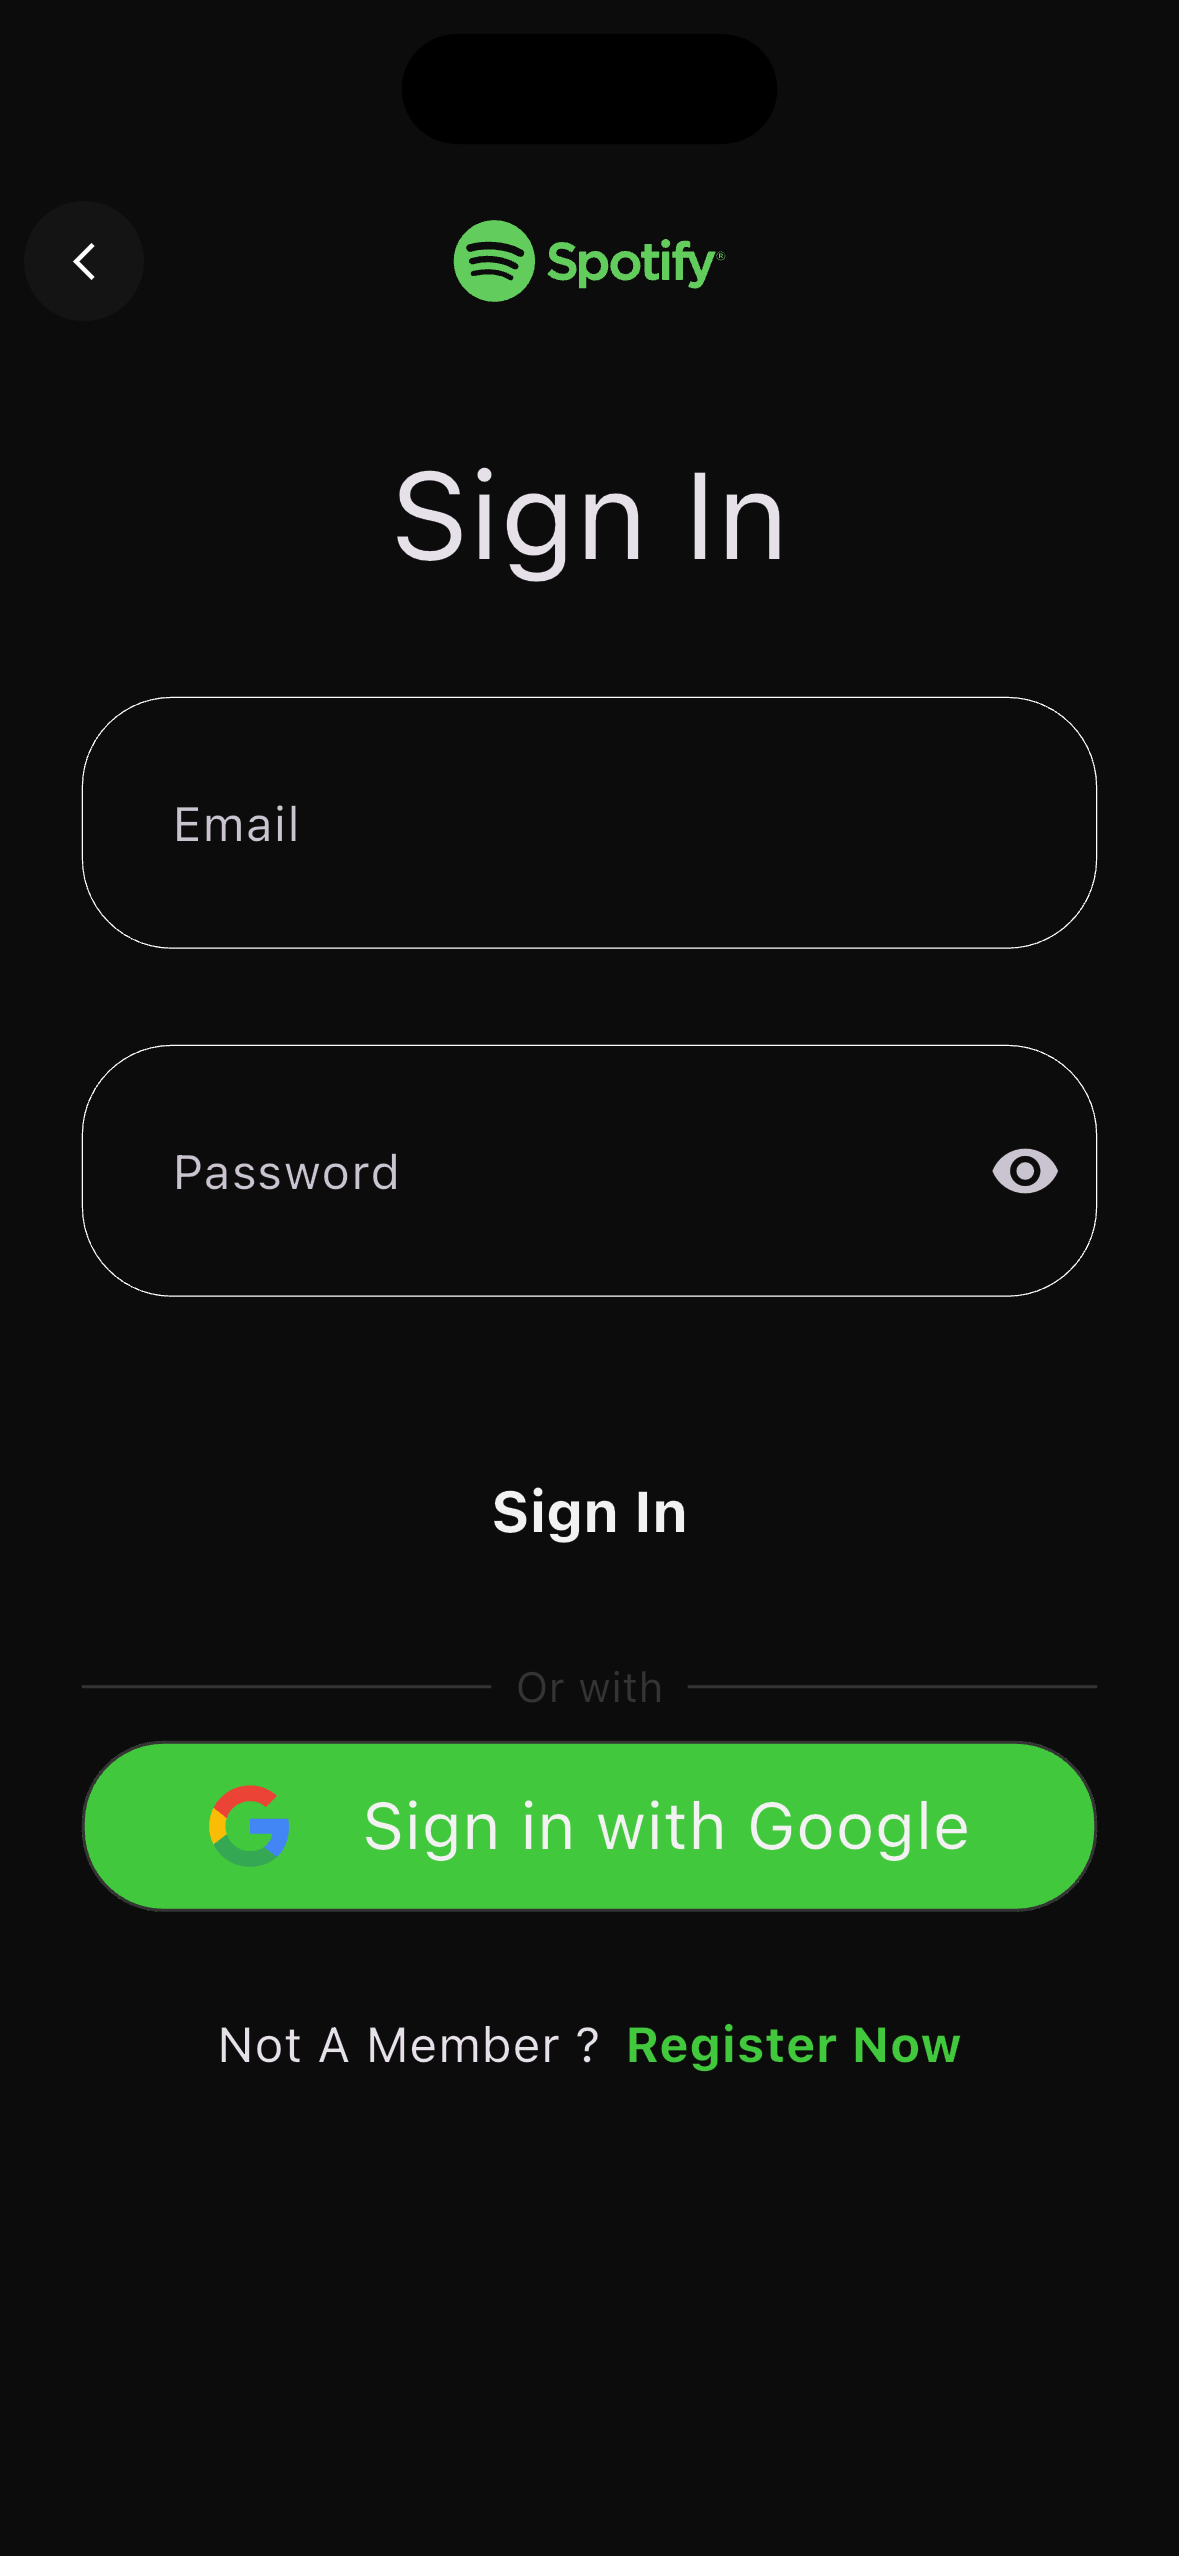 Spotify®
Sign In
Email
Password
Sign In
Or with
Sign in with Google
Not A Member ? Register Now